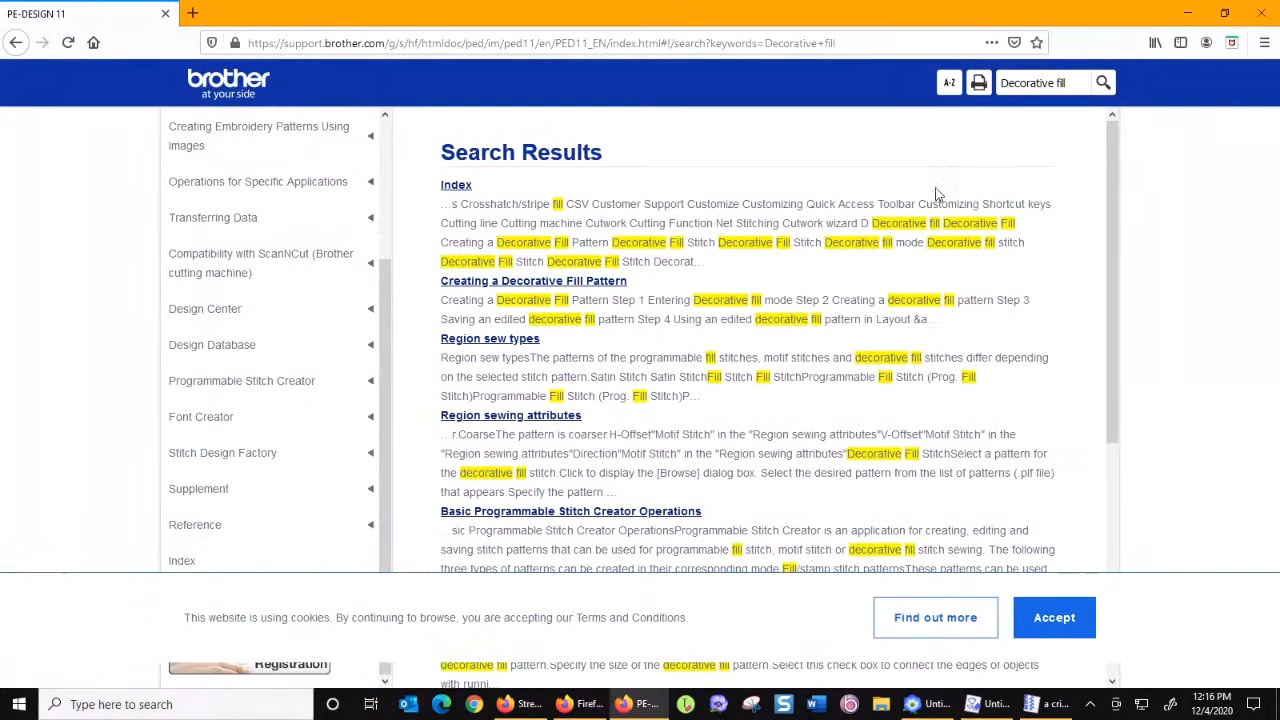 PE-DESIGN 11
https://support.brother.com/g/s/hf/htmldoc/ped/im/ped11/en/PED11_EN/index.html#!/search?keywords=Decorative+fill
brother
at your side
A-Z
Decorative fill
Creating Embroidery Patterns Using
Images
Operations for Specific Applications
Transferring Data
Compatibility with ScanNCut (Brother
cutting machine)
Design Center
Design Database
Programmable Stitch Creator
Font Creator
Stitch Design Factory
Supplement
Reference
Index
Registration
Search Results
Index
…s Crosshatch/stripe fill CSV Customer Support Customize Customizing Quick Access Toolbar Customizing Shortcut keys
Cutting line Cutting machine Cutwork Cutting Function Net Stitching Cutwork wizard D Decorative fill Decorative Fill
Creating a Decorative Fill Pattern Decorative Fill Stitch Decorative Fill Stitch Decorative fill mode Decorative fill stitch
Decorative Fill Stitch Decorative Fill Stitch Decorat…
Creating a Decorative Fill Pattern
Creating a Decorative Fill Pattern Step 1 Entering Decorative fill mode Step 2 Creating a decorative fill pattern Step 3
Saving an edited decorative fill pattern Step 4 Using an edited decorative fill pattern in Layout &a…
Region sew types
Region sew typesThe patterns of the programmable fill stitches, motif stitches and decorative fill stitches differ depending
on the selected stitch pattern.Satin Stitch Satin StitchFill Stitch Fill StitchProgrammable Fill Stitch (Prog. Fill
Stitch)Programmable Fill Stitch (Prog. Fill Stitch)P…
Region sewing attributes
…r.CoarseThe pattern is coarser.H-Offset"Motif Stitch" in the "Region sewing attributes"V-Offset"Motif Stitch" in the
"Region sewing attributes"Direction"Motif Stitch" in the "Region sewing attributes"Decorative Fill StitchSelect a pattern for
the decorative fill stitch.Click to display the [Browse] dialog box. Select the desired pattern from the list of patterns (.plf file)
that appears.Specify the pattern …
Basic Programmable Stitch Creator Operations
…sic Programmable Stitch Creator OperationsProgrammable Stitch Creator is an application for creating, editing and
saving stitch patterns that can be used for programmable fill stitch, motif stitch or decorative fill stitch sewing. The following
three types of patterns can be created in their corresponding mode Fill/stamp stitch patternsThese patterns can be used
This website is using cookies. By continuing to browse, you are accepting our Terms and Conditions.
Find out more
Accept
decorative fill pattern.Specify the size of the decorative fill pattern.Select this check box to connect the edges of objects
with runni…
Type here to search
Stre...
Firef...
PE-...
Unti...
Unti...
a cri...
12:16 PM
12/4/2020